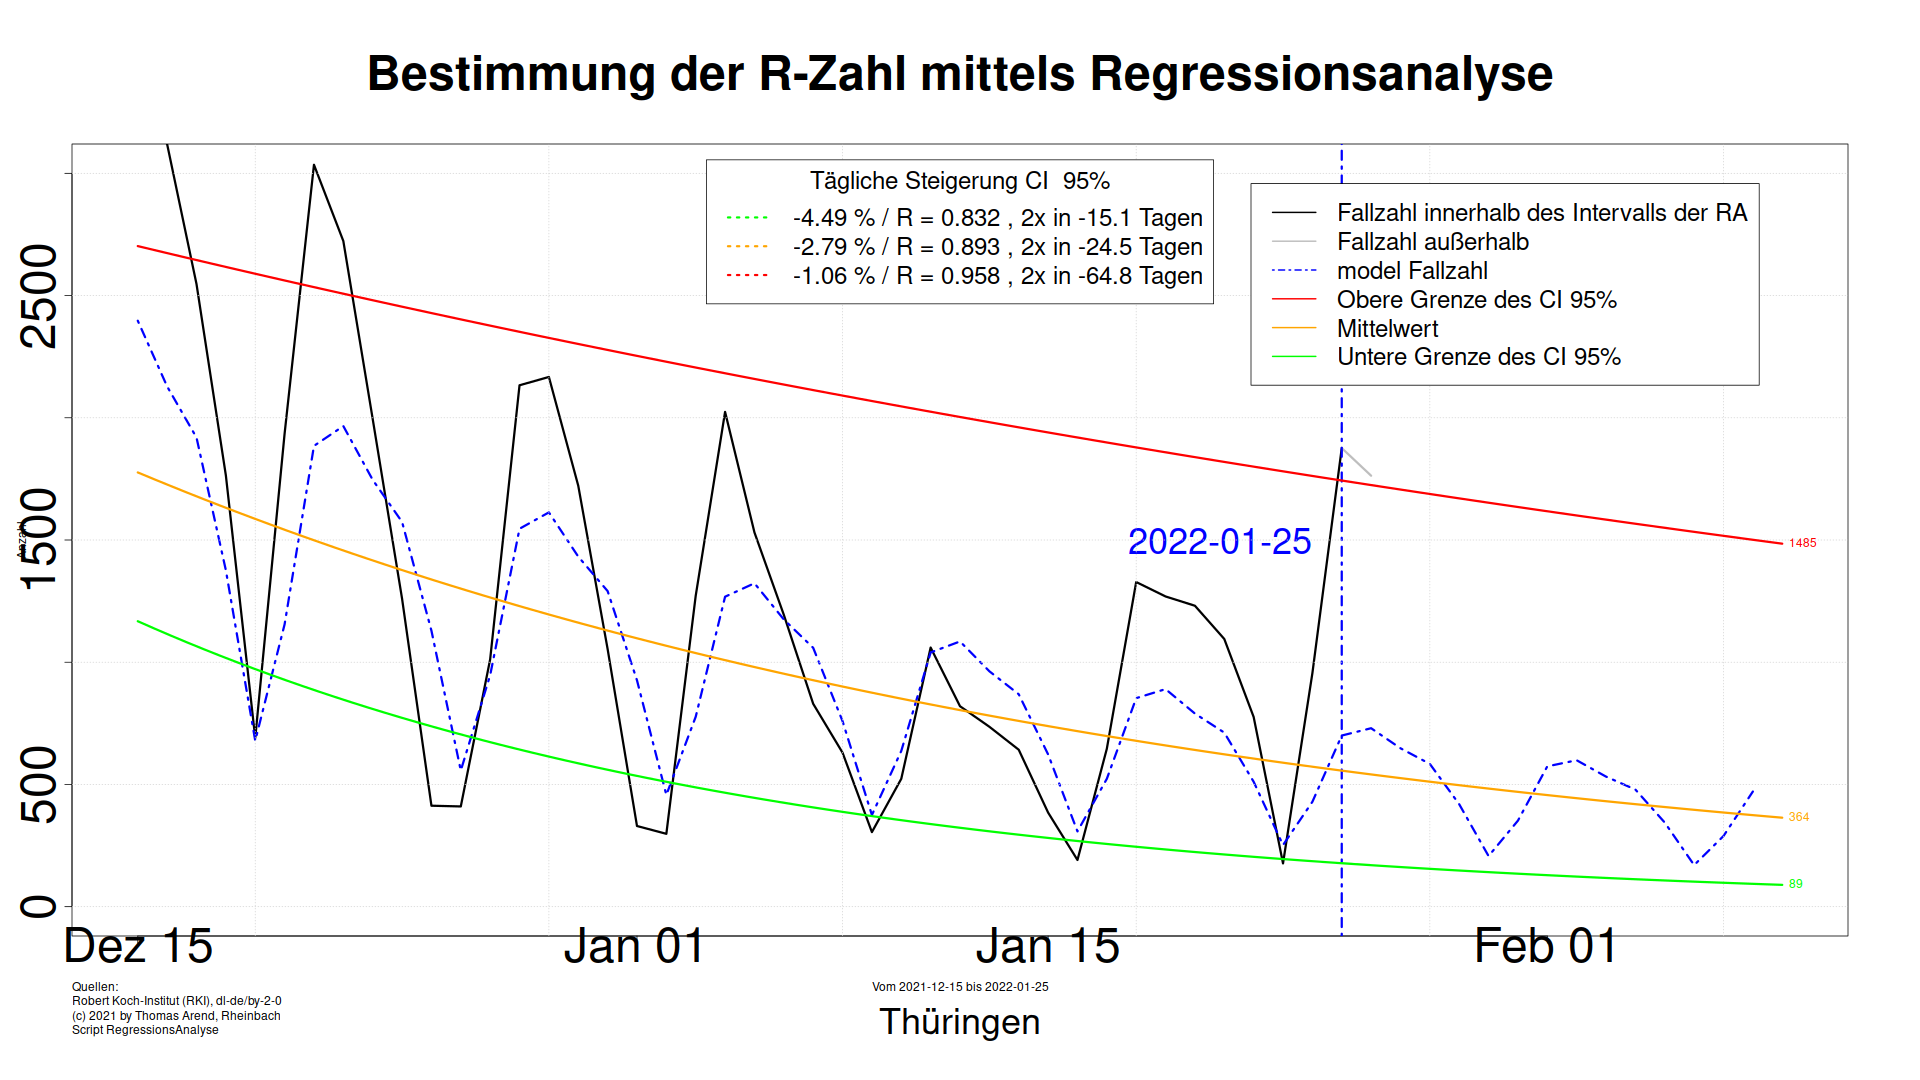 Bestimmung der R-Zahl mittels Regressionsanalyse
Tägliche Steigerung CI 95%
-4.49 % / R = 0.832 , 2x in -15.1 Tagen
-2.79 % / R = 0.893 , 2x in -24.5 Tagen
-1.06 % / R = 0.958 , 2x in -64.8 Tagen
Fallzahl innerhalb des Intervalls der RA
Fallzahl außerhalb
model Fallzahl
Obere Grenze des CI 95%
Mittelwert
Untere Grenze des CI 95%
2500
1500
500
0
Anzahl
2022-01-25
1485
364
89
Dez 15
Jan 01
Jan 15
Feb 01
Quellen:
Robert Koch-Institut (RKI), dl-de/by-2-0
(c) 2021 by Thomas Arend, Rheinbach
Script RegressionsAnalyse
Vom 2021-12-15 bis 2022-01-25
Thüringen